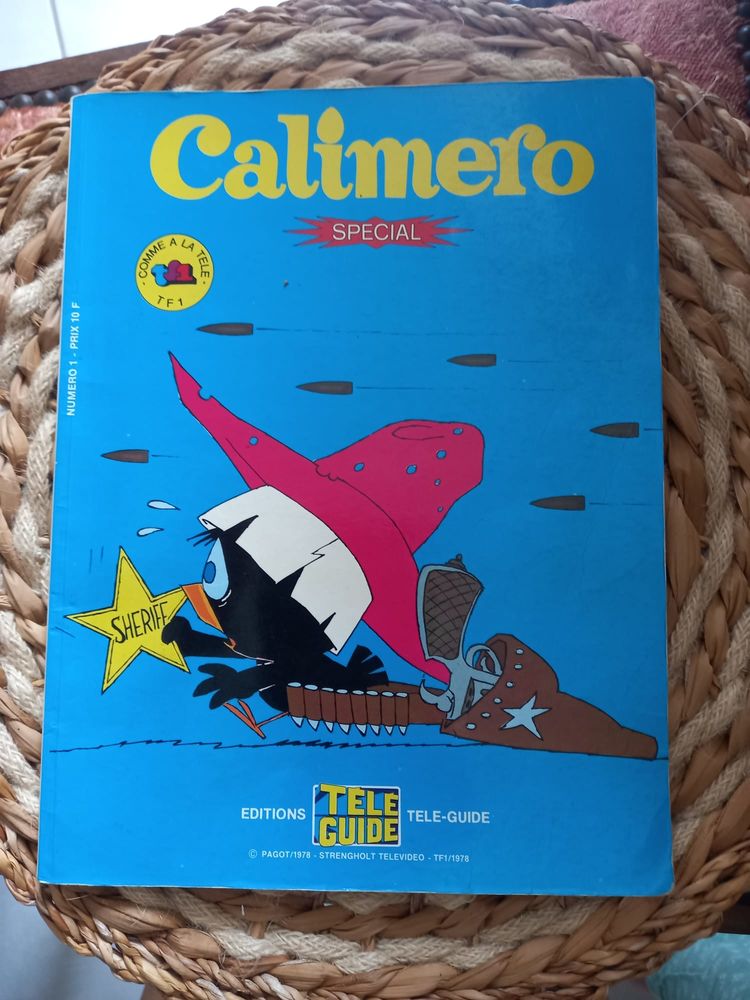 Calimero
SPECIAL
· COMME A LA TELE ·
tf1
TF1
NUMERO 1 - PRIX 10 F
SHERIFF
EDITIONS
TELE
GUIDE
TELE-GUIDE
© PAGOT/1978 - STRENGHOLT TELEVIDEO - TF1/1978